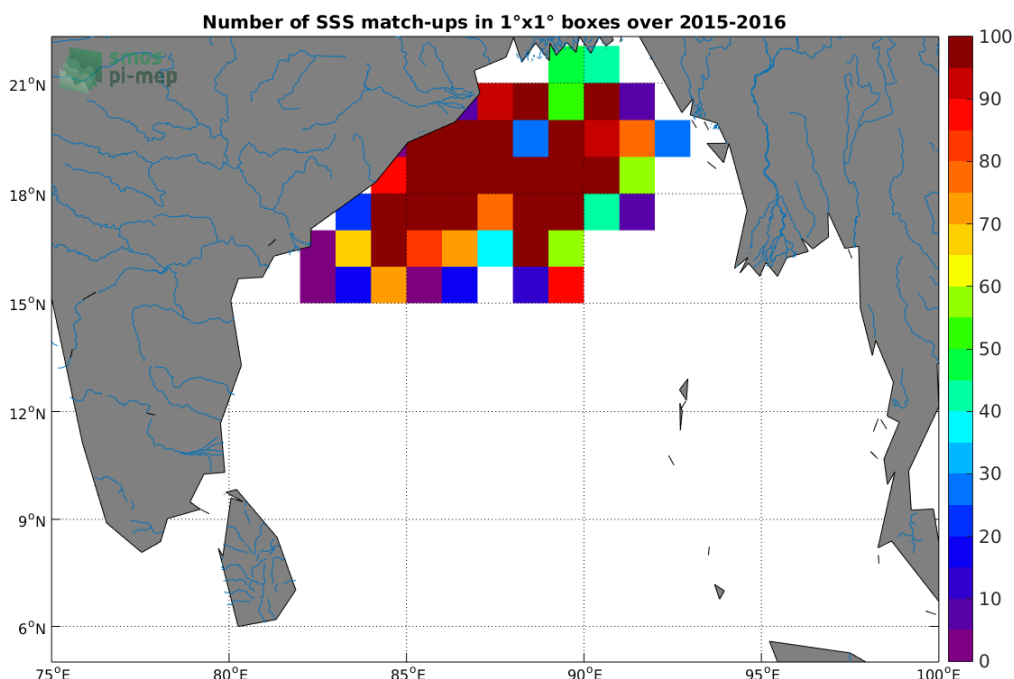 Number of SSS match-ups in 1°x1° boxes over 2015-2016
smos
pi-mep
21°N
18°N
15°N
12°N
9°N
6°N
75°E
80°E
85°E
90°E
95°E
100°E
100
90
80
70
60
50
40
30
20
10
0